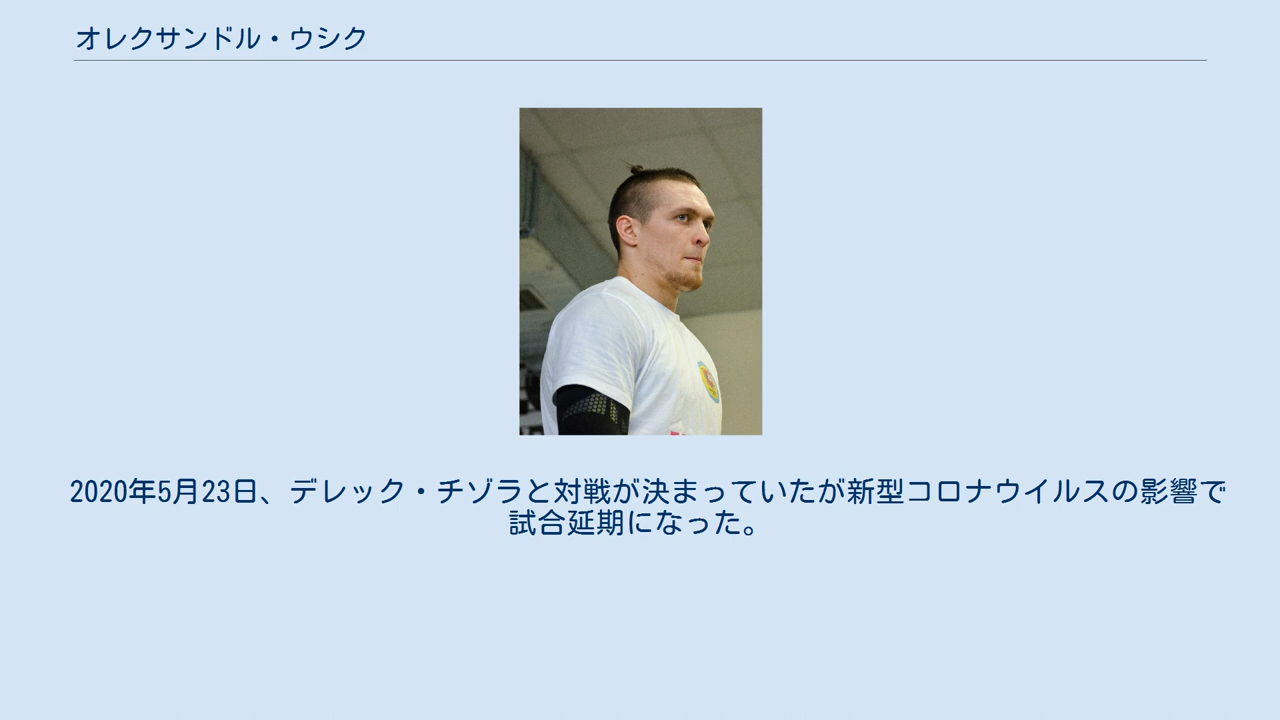 オレクサンドル・ウシク
2020年5月23日、デレック・チゾラと対戦が決まっていたが新型コロナウイルスの影響で
試合延期になった。